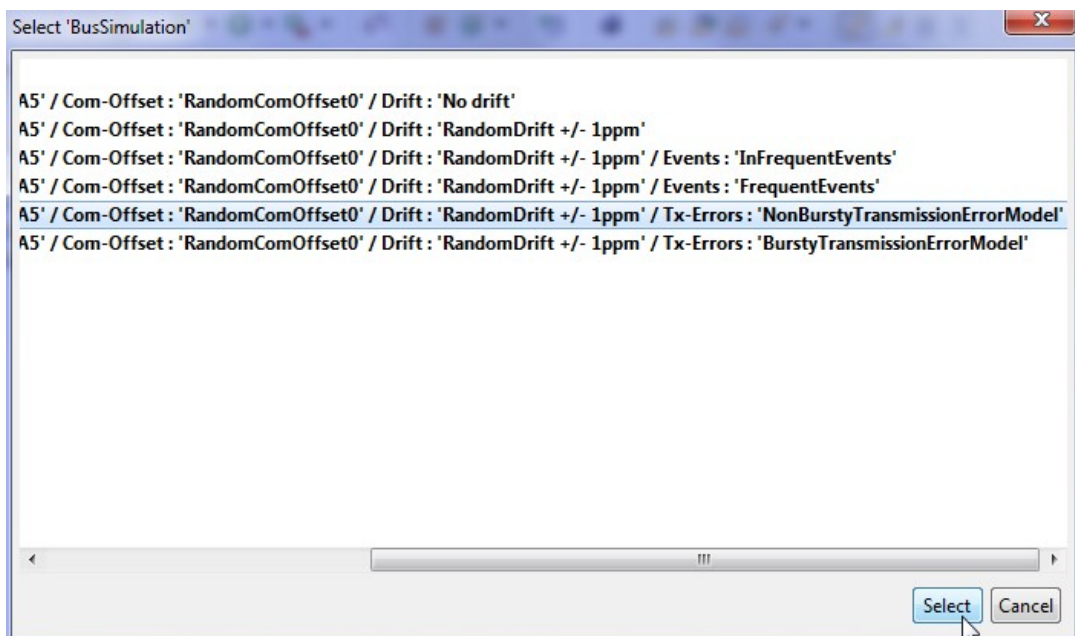 Select 'BusSimulation'
A5' / Com-Offset : 'RandomComOffset0' / Drift : 'No drift'
A5' / Com-Offset : 'RandomComOffset0' / Drift : 'RandomDrift +/- 1ppm'
A5' / Com-Offset : 'RandomComOffset0' / Drift : 'RandomDrift +/- 1ppm' / Events : 'InFrequentEvents'
A5' / Com-Offset : 'RandomComOffset0' / Drift : 'RandomDrift +/- 1ppm' / Events : 'FrequentEvents'
A5' / Com-Offset : 'RandomComOffset0' / Drift : 'RandomDrift +/- 1ppm' / Tx-Errors : 'NonBurstyTransmissionErrorModel'
A5' / Com-Offset : 'RandomComOffset0' / Drift : 'RandomDrift +/- 1ppm' / Tx-Errors : 'BurstyTransmissionErrorModel'
Select Cancel